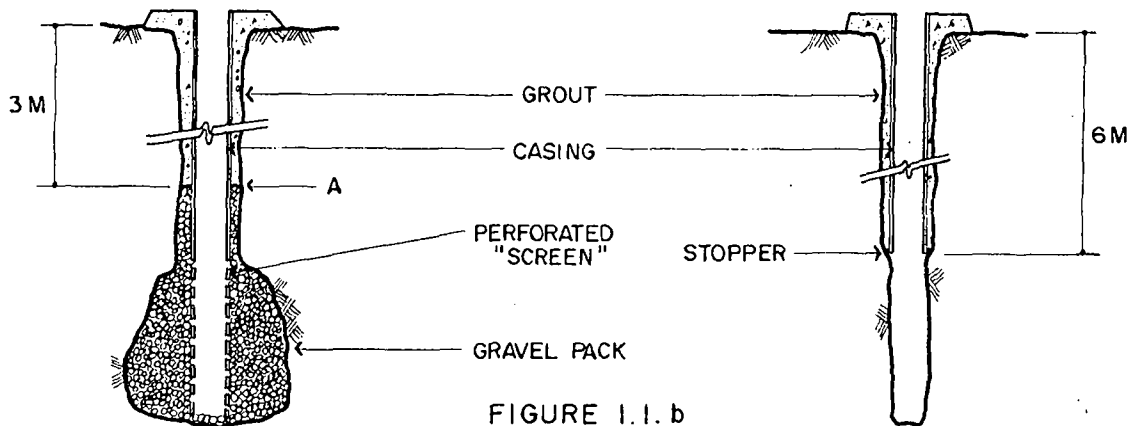 3 M
GROUT
CASING
6 M
A
PERFORATED
"SCREEN"
STOPPER
GRAVEL PACK
FIGURE 1.1.b